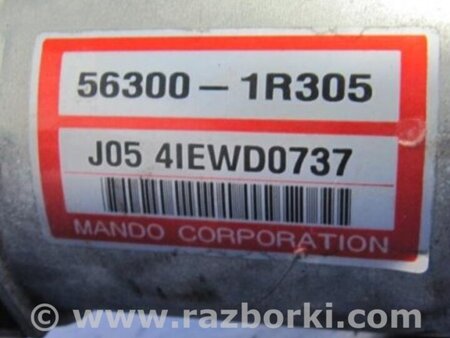 56300 – 1R305
J05 4IEWD0737
MANDO CORPORATION
© www.razborki.com